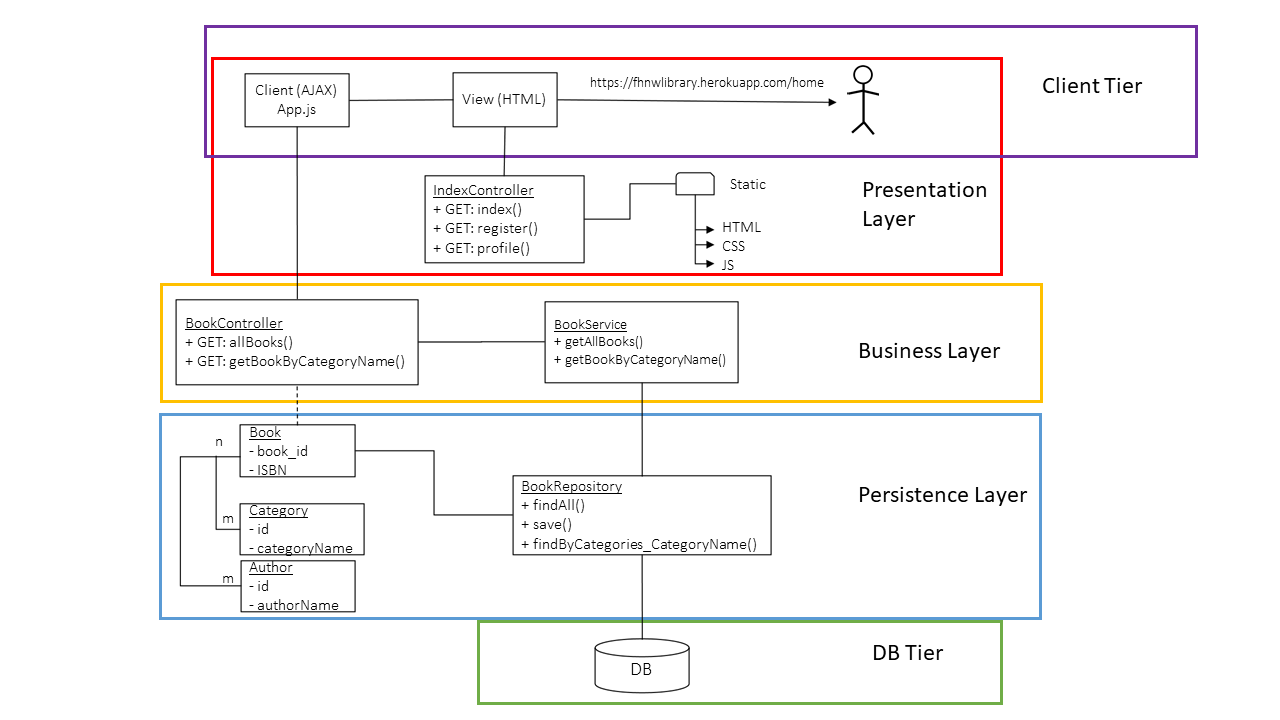 Client Tier
Client (AJAX)
App.js
View (HTML)
https://fhnwlibrary.herokuapp.com/home
Presentation
Layer
IndexController
+ GET: index()
+ GET: register()
+ GET: profile()
Static
HTML
CSS
JS
Business Layer
BookController
+ GET: allBooks()
+ GET: getBookByCategoryName()
BookService
+ getAllBooks()
+ getBookByCategoryName()
Persistence Layer
Book
- book_id
- ISBN
n
Category
- id
- categoryName
m
Author
- id
- authorName
m
BookRepository
+ findAll()
+ save()
+ findByCategories_CategoryName()
DB Tier
DB